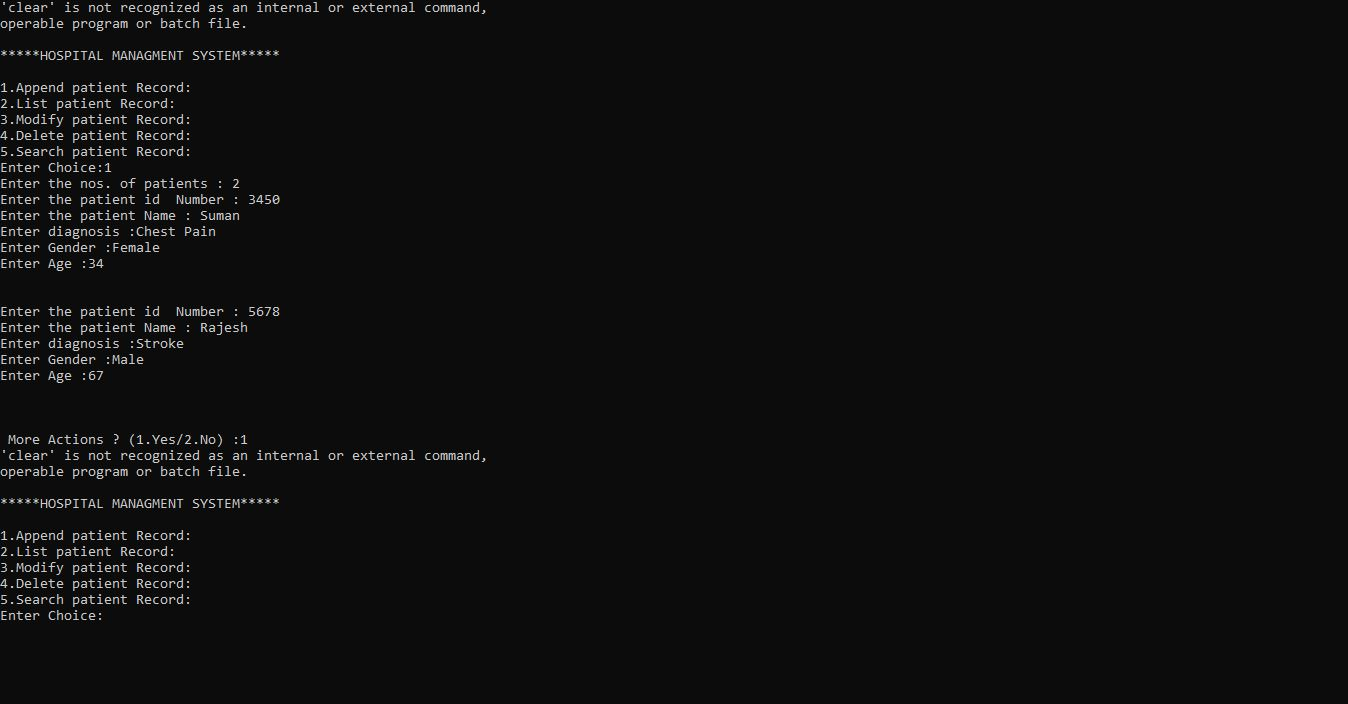 'clear' is not recognized as an internal or external command,
operable program or batch file.
*****HOSPITAL MANAGMENT SYSTEM*****
1.Append patient Record:
2.List patient Record:
3.Modify patient Record:
4.Delete patient Record:
5.Search patient Record:
Enter Choice:1
Enter the nos. of patients : 2
Enter the patient id  Number : 3450
Enter the patient Name : Suman
Enter diagnosis :Chest Pain
Enter Gender :Female
Enter Age :34
Enter the patient id  Number : 5678
Enter the patient Name : Rajesh
Enter diagnosis :Stroke
Enter Gender :Male
Enter Age :67
More Actions ? (1.Yes/2.No) :1
'clear' is not recognized as an internal or external command,
operable program or batch file.
*****HOSPITAL MANAGMENT SYSTEM*****
1.Append patient Record:
2.List patient Record:
3.Modify patient Record:
4.Delete patient Record:
5.Search patient Record:
Enter Choice: